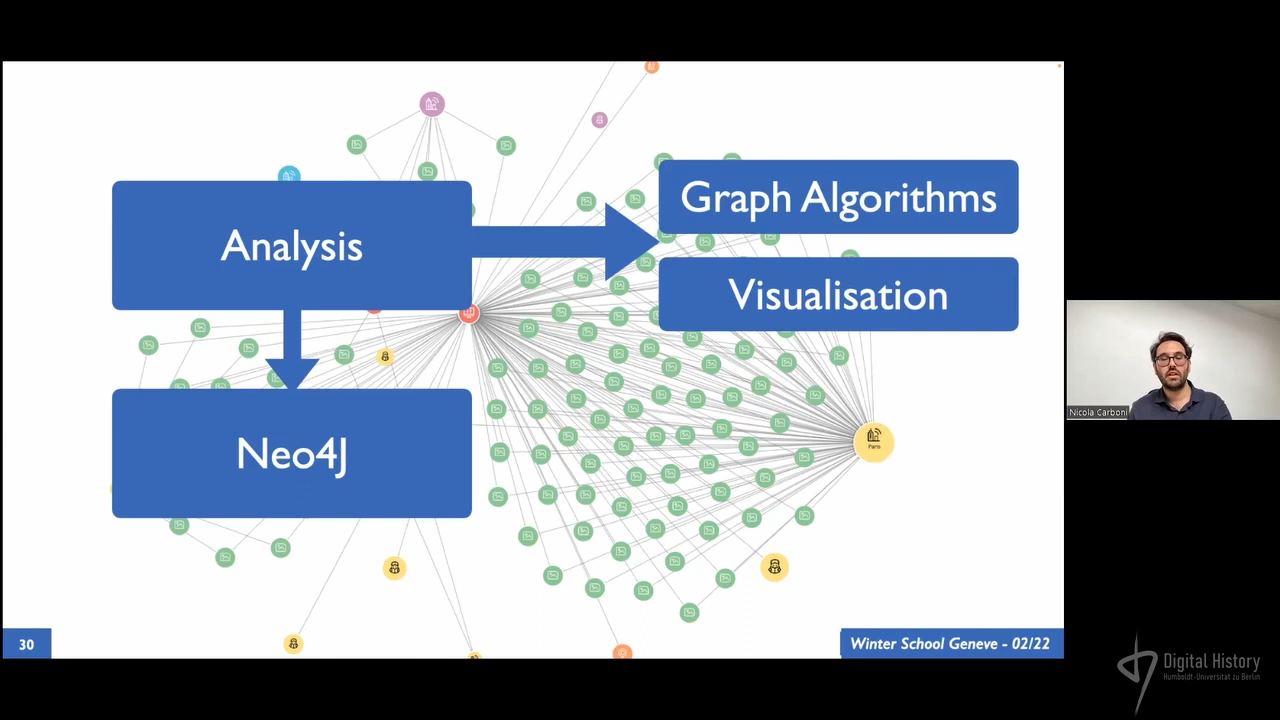 Graph Algorithms
Analysis
Visualisation
Neo4J
Paris
Nicola Carboni
30
Winter School Geneve - 02/22
Digital History
Humboldt-Universität zu Berlin